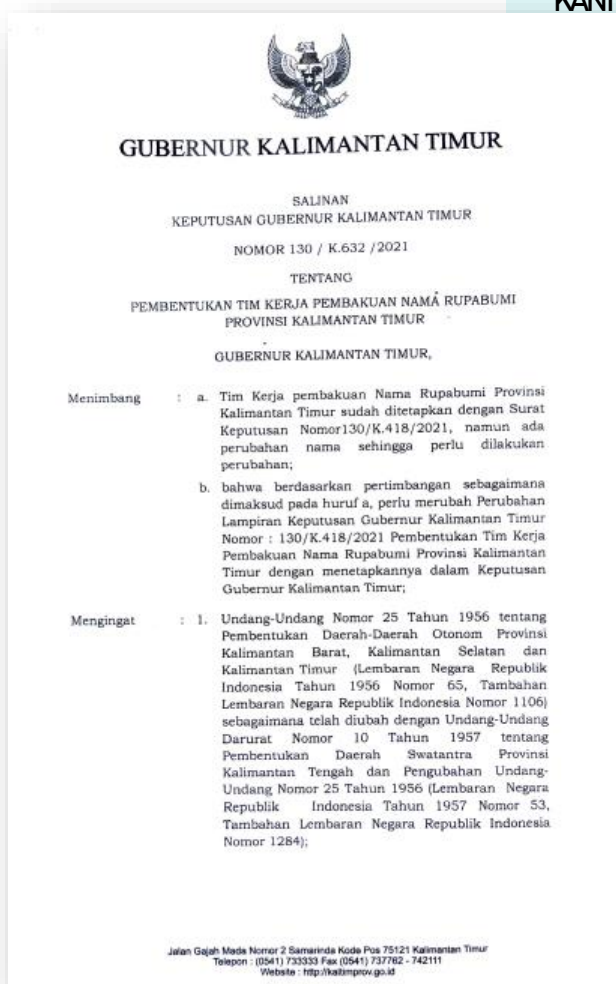 GUBERNUR KALIMANTAN TIMUR
SALINAN
KEPUTUSAN GUBERNUR KALIMANTAN TIMUR
NOMOR 130 / K.632 /2021
TENTANG
PEMBENTUKAN TIM KERJA PEMBAKUAN NAMA RUPABUMI
PROVINSI KALIMANTAN TIMUR
GUBERNUR KALIMANTAN TIMUR,
Menimbang : a. Tim Kerja pembakuan Nama Rupabumi Provinsi
Kalimantan Timur sudah ditetapkan dengan Surat
Keputusan Nomor130/K.418/2021, namun ada
perubahan nama sehingga perlu dilakukan
perubahan;
b. bahwa berdasarkan pertimbangan sebagaimana
dimaksud pada huruf a, perlu merubah Perubahan
Lampiran Keputusan Gubernur Kalimantan Timur
Nomor : 130/K.418/2021 Pembentukan Tim Kerja
Pembakuan Nama Rupabumi Provinsi Kalimantan
Timur dengan menetapkannya dalam Keputusan
Gubernur Kalimantan Timur;
Mengingat : 1. Undang-Undang Nomor 25 Tahun 1956 tentang
Pembentukan Daerah-Daerah Otonom Provinsi
Kalimantan Barat, Kalimantan Selatan dan
Kalimantan Timur (Lembaran Negara Republik
Indonesia Tahun 1956 Nomor 65, Tambahan
Lembaran Negara Republik Indonesia Nomor 1106)
sebagaimana telah diubah dengan Undang-Undang
Darurat Nomor 10 Tahun 1957 tentang
Pembentukan Daerah Swatantra Provinsi
Kalimantan Tengah dan Pengubahan Undang-
Undang Nomor 25 Tahun 1956 (Lembaran Negara
Republik Indonesia Tahun 1957 Nomor 53,
Tambahan Lembaran Negara Republik Indonesia
Nomor 1284);
Jalan Gajah Mada Nomor 2 Samarinda Kode Pos 75121 Kalimantan Timur
Telepon : (0541) 733333 Fax (0541) 737762 - 742111
Website : http://kaltimprov.go.id